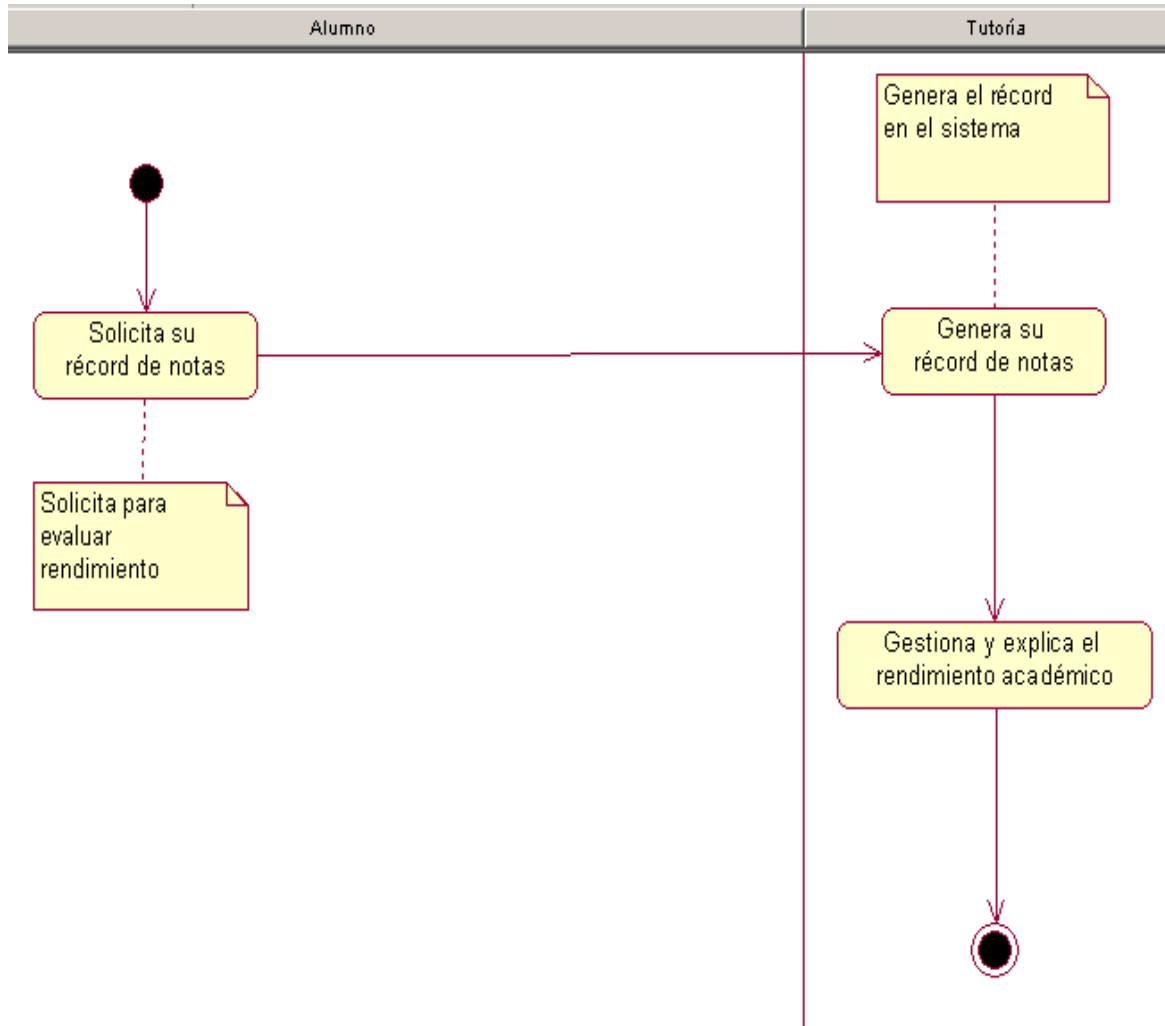 Alumno
Tutoría
Genera el récord
en el sistema
Solicita su
récord de notas
Genera su
récord de notas
Solicita para
evaluar
rendimiento
Gestiona y explica el
rendimiento académico